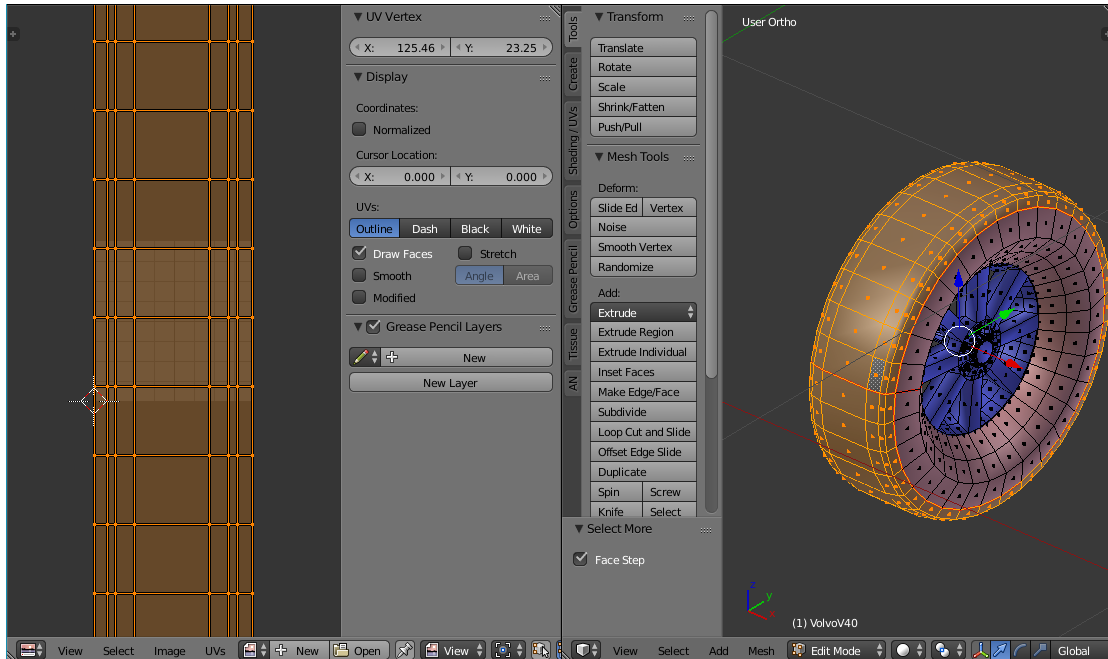 UV Vertex
X: 125.46 Y: 23.25
Display
Coordinates:
Normalized
Cursor Location:
X: 0.000 Y: 0.000
UVs:
Outline Dash Black White
Draw Faces Stretch
Smooth Angle Area
Modified
Grease Pencil Layers
New
New Layer
View Select Image UVs New Open View
Tools
Create
Shading / UVs
Options
Grease Pencil
Tissue
AN
Transform
Translate
Rotate
Scale
Shrink/Fatten
Push/Pull
Mesh Tools
Deform:
Slide Ed Vertex
Noise
Smooth Vertex
Randomize
Add:
Extrude
Extrude Region
Extrude Individual
Inset Faces
Make Edge/Face
Subdivide
Loop Cut and Slide
Offset Edge Slide
Duplicate
Spin Screw
Knife Select
Select More
Face Step
User Ortho
z
y
x
(1) VolvoV40
View Select Add Mesh Edit Mode Global